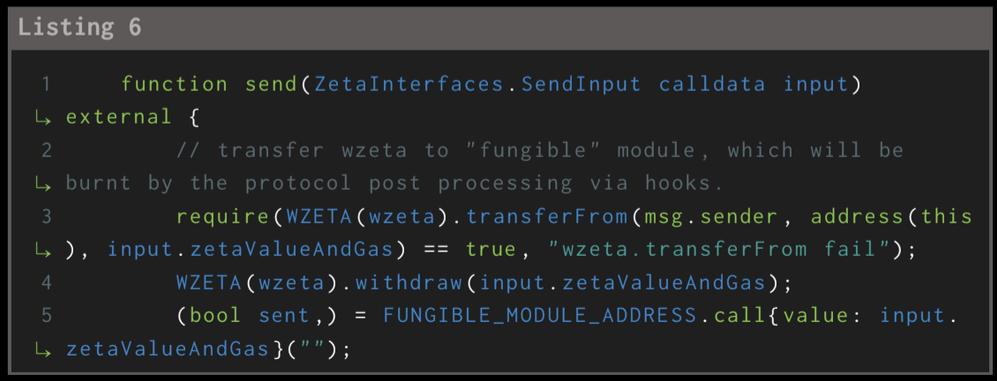 Listing 6
1 function send(ZetaInterfaces.SendInput calldata input)
↳ external {
2 // transfer wzeta to "fungible" module, which will be
↳ burnt by the protocol post processing via hooks.
3 require(WZETA(wzeta).transferFrom(msg.sender, address(this
↳ ), input.zetaValueAndGas) == true, "wzeta.transferFrom fail");
4 WZETA(wzeta).withdraw(input.zetaValueAndGas);
5 (bool sent,) = FUNGIBLE_MODULE_ADDRESS.call{value: input.
↳ zetaValueAndGas}("");